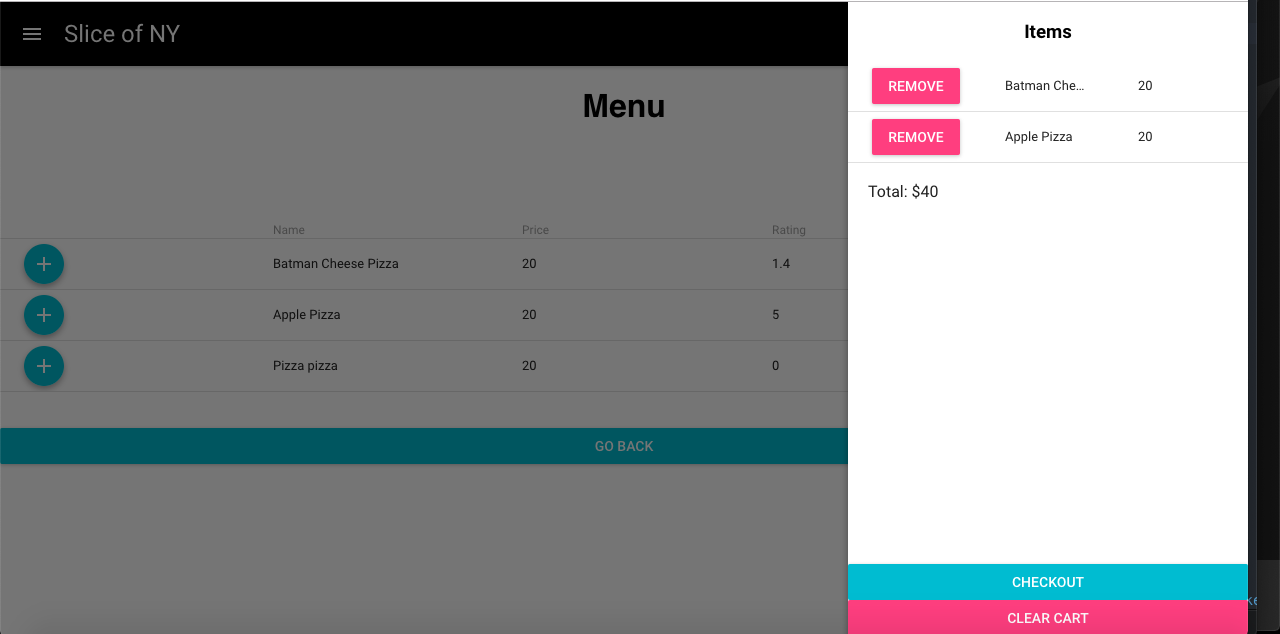 Slice of NY
Menu
Name Price Rating
Batman Cheese Pizza 20 1.4
Apple Pizza 20 5
Pizza pizza 20 0
GO BACK
Items
REMOVE Batman Che... 20
REMOVE Apple Pizza 20
Total: $40
CHECKOUT
CLEAR CART